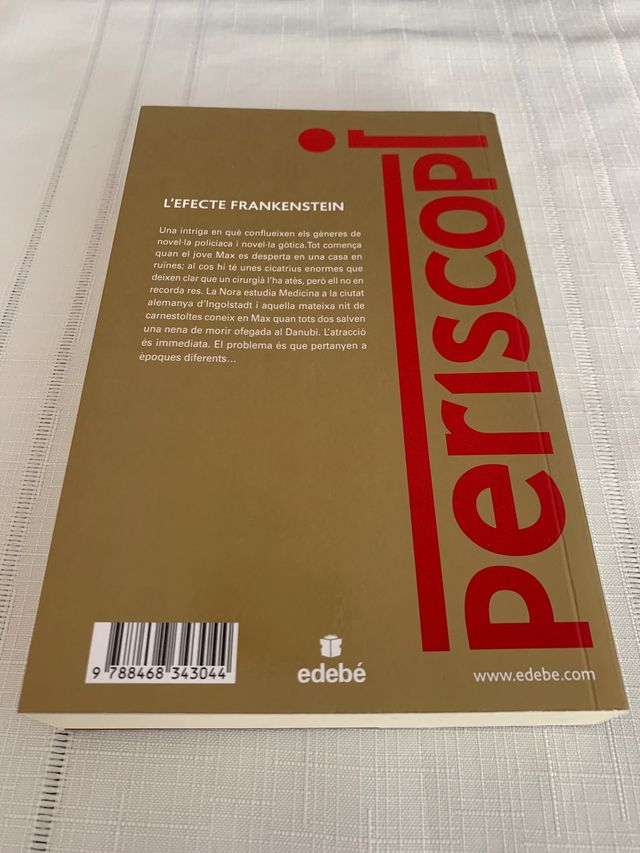 L'EFECTE FRANKENSTEIN
Una intriga en què conflueixen els gèneres de
novel·la policiaca i novel·la gòtica.Tot comença
quan el jove Max es desperta en una casa en
ruïnes; al cos hi té unes cicatrius enormes que
deixen clar que un cirurgià l'ha atès, però ell no en
recorda res. La Nora estudia Medicina a la ciutat
alemanya d'Ingolstadt i aquella mateixa nit de
carnestoltes coneix en Max quan tots dos salven
una nena de morir ofegada al Danubi. L'atracció
és immediata. El problema és que pertanyen a
èpoques diferents...
periscopi
9 788468 343044
edebé
www.edebe.com